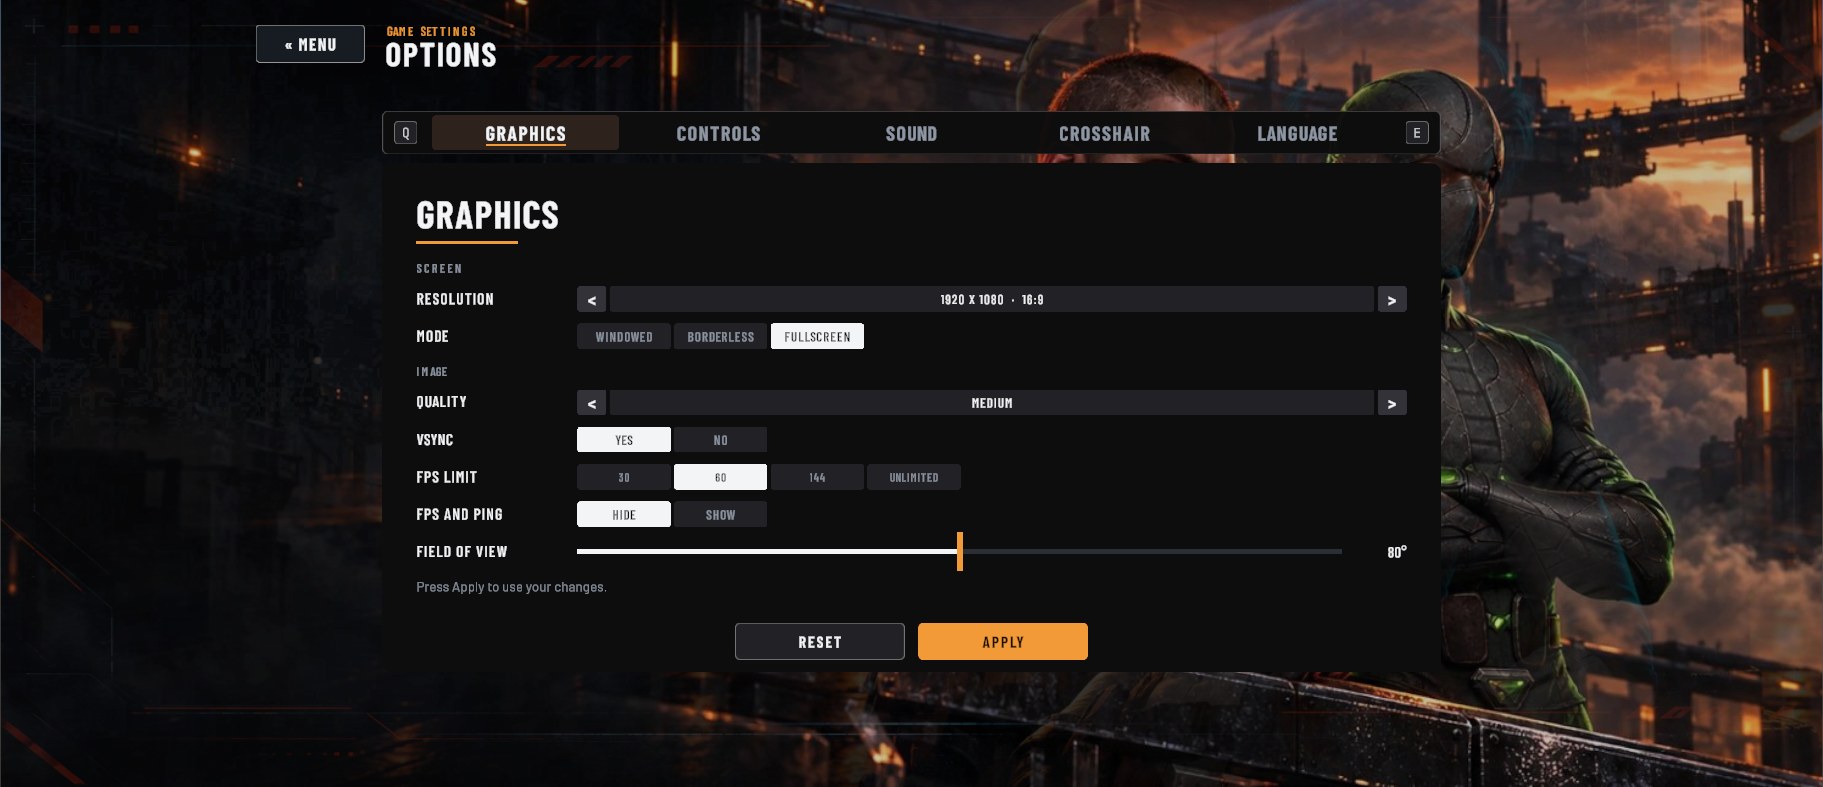 « MENU
GAME SETTINGS
OPTIONS
Q GRAPHICS CONTROLS SOUND CROSSHAIR LANGUAGE E
GRAPHICS
SCREEN
RESOLUTION < 1920 X 1080 · 16:9 >
MODE WINDOWED BORDERLESS FULLSCREEN
IMAGE
QUALITY < MEDIUM >
VSYNC YES NO
FPS LIMIT 30 60 144 UNLIMITED
FPS AND PING HIDE SHOW
FIELD OF VIEW 80°
Press Apply to use your changes.
RESET APPLY